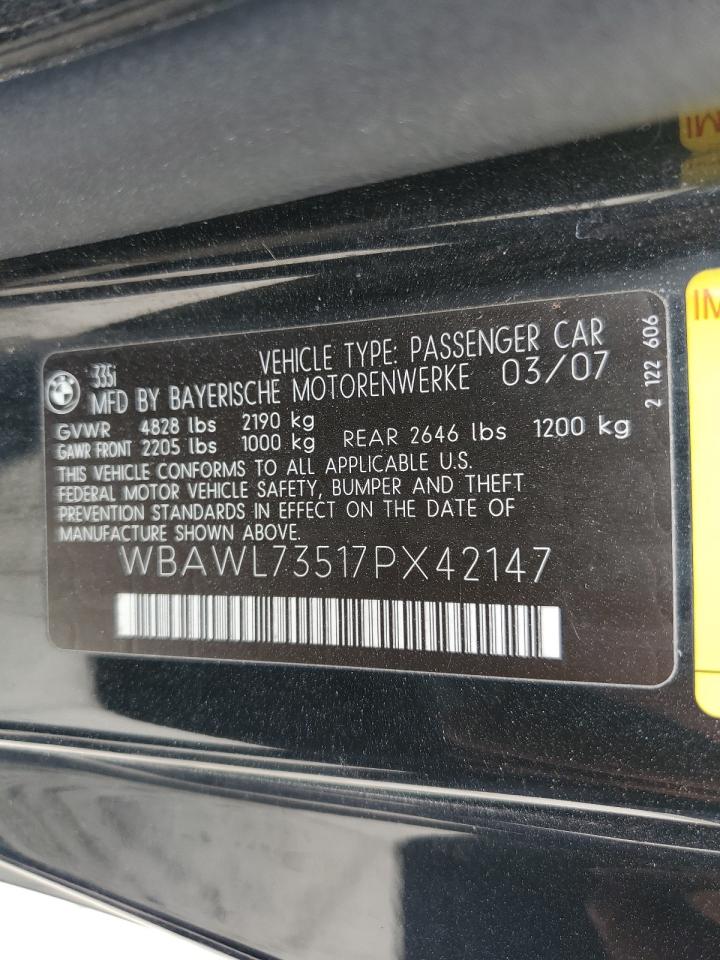 335i VEHICLE TYPE: PASSENGER CAR
MFD BY BAYERISCHE MOTORENWERKE 03/07
GVWR 4828 lbs 2190 kg
GAWR FRONT 2205 lbs 1000 kg REAR 2646 lbs 1200 kg
THIS VEHICLE CONFORMS TO ALL APPLICABLE U.S.
FEDERAL MOTOR VEHICLE SAFETY, BUMPER AND THEFT
PREVENTION STANDARDS IN EFFECT ON THE DATE OF
MANUFACTURE SHOWN ABOVE.
WBAWL73517PX42147
2 122 606
IM